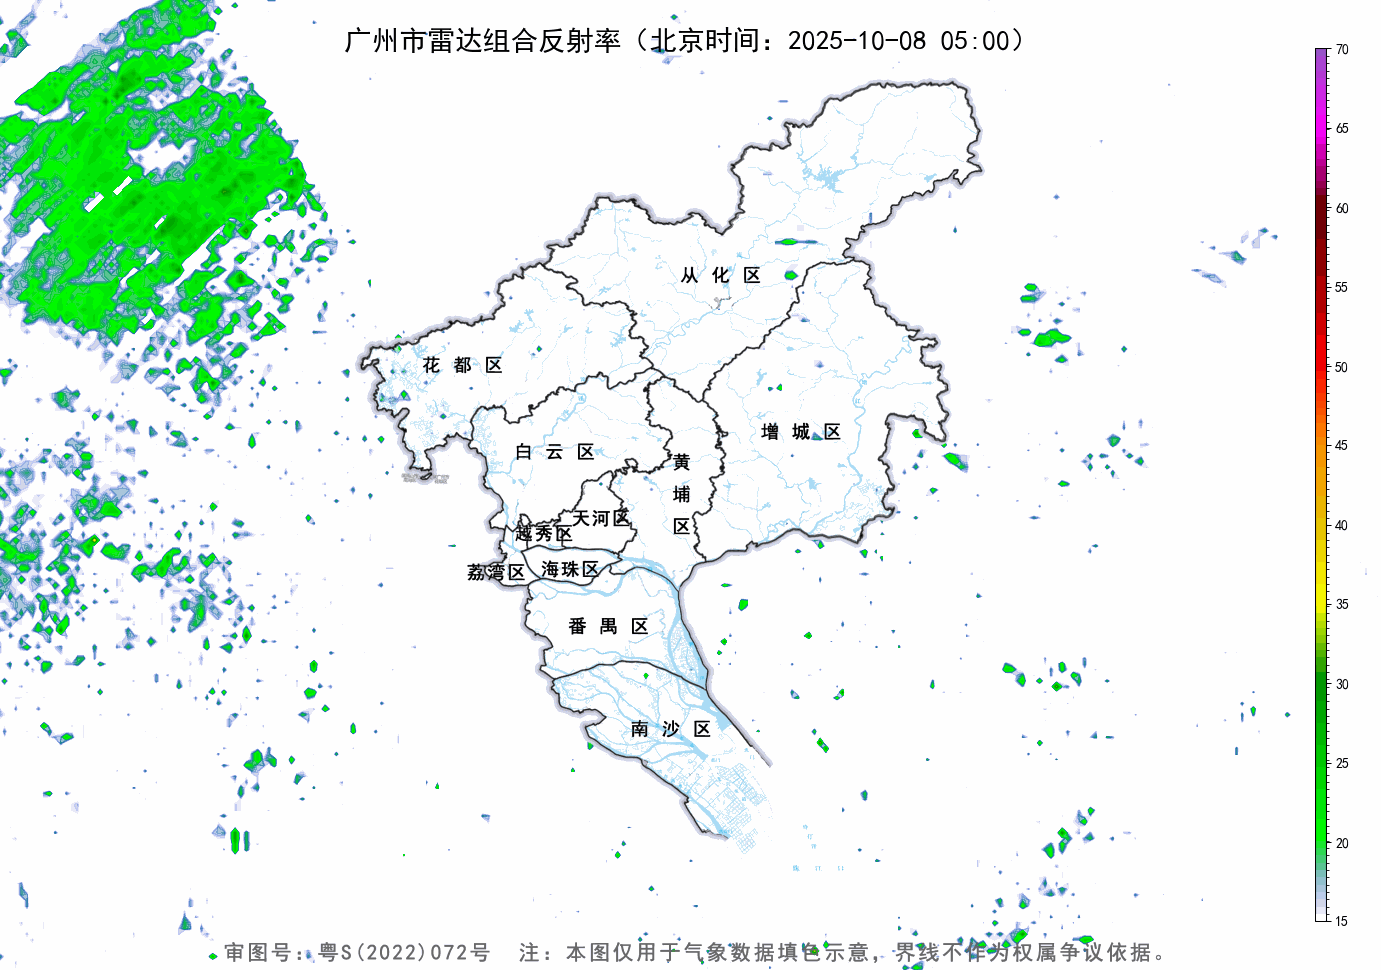 广州市雷达组合反射率（北京时间：2025-10-08 05:00）
70
65
60
55
50
45
40
35
30
25
20
15
从化区
花都区
增城区
白云区
黄埔区
天河区
越秀区
海珠区
荔湾区
番禺区
南沙区
审图号：粤S(2022)072号 注：本图仅用于气象数据填色示意，界线不作为权属争议依据。